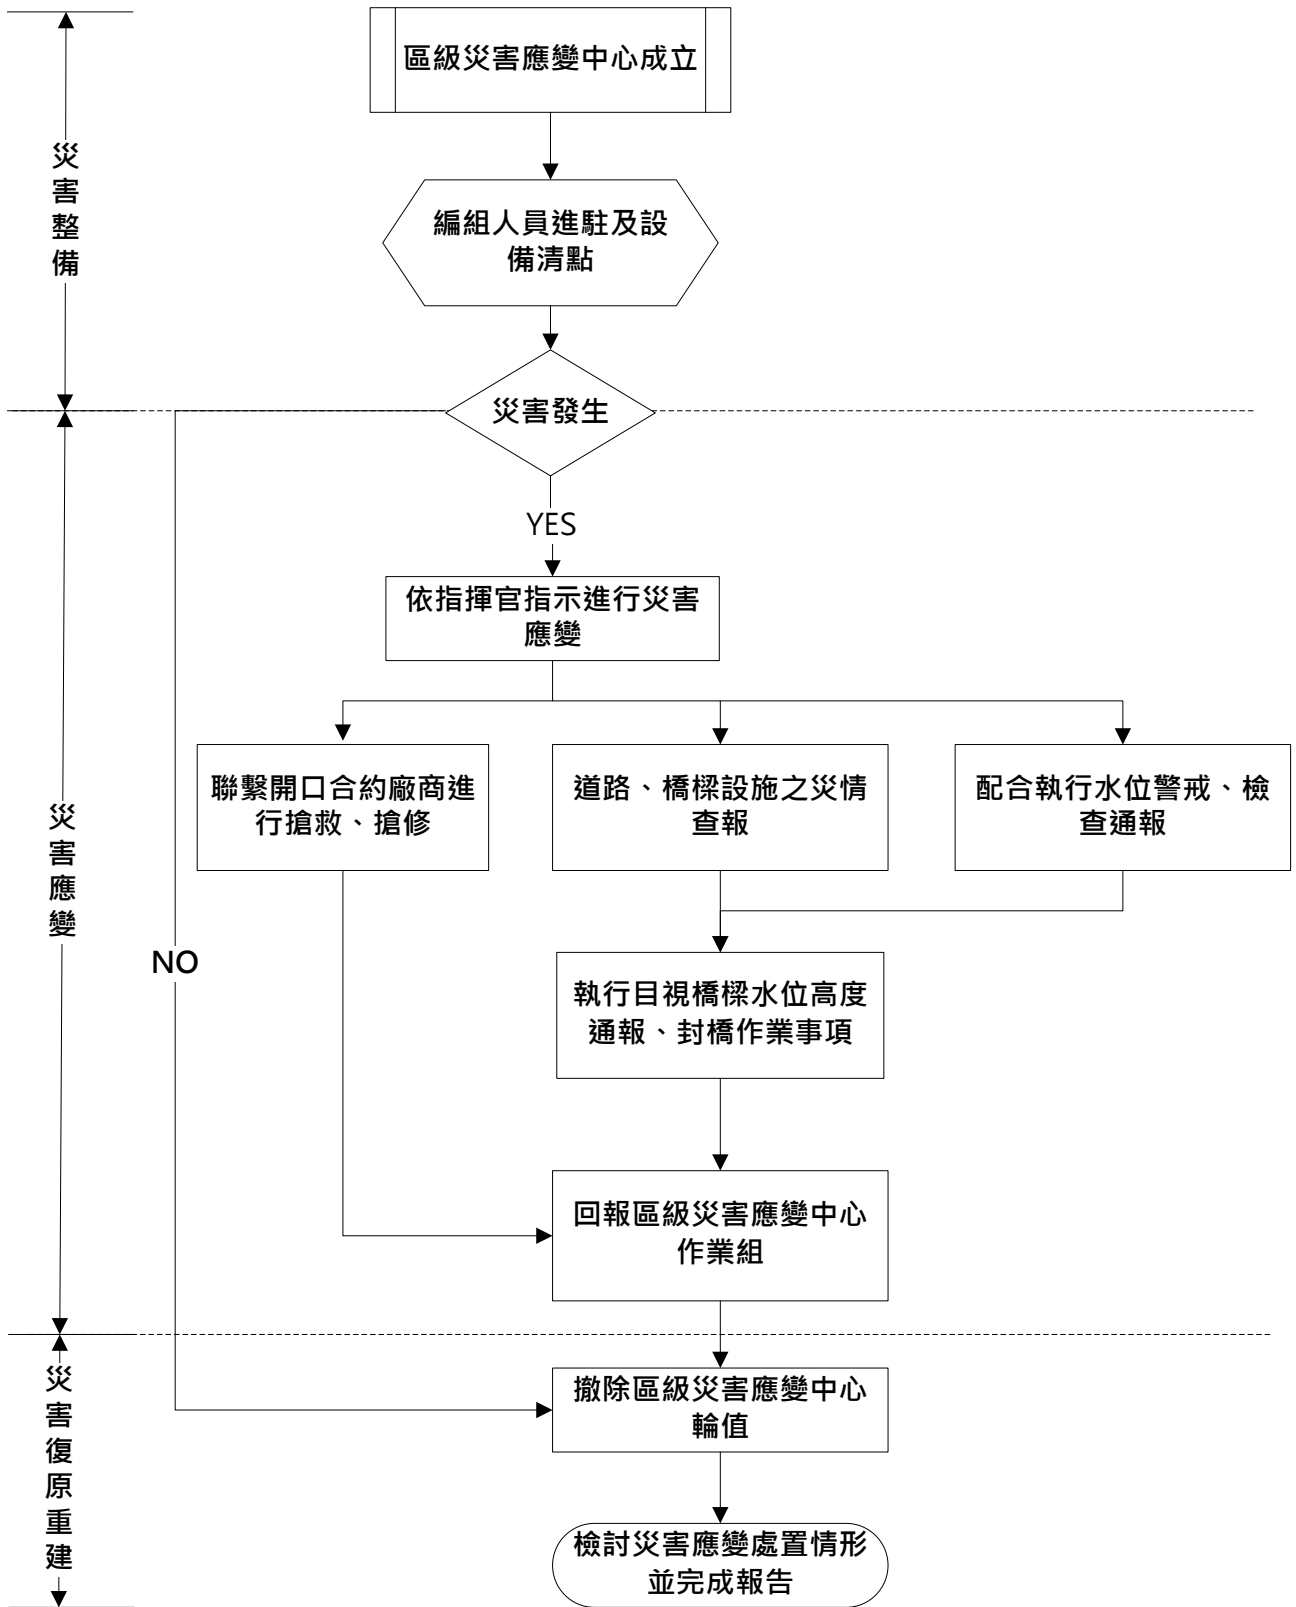 區級災害應變中心成立
災害整備
編組人員進駐及設
備清點
災害發生
YES
依指揮官指示進行災害
應變
聯繫開口合約廠商進
行搶救、搶修
道路、橋樑設施之災情
查報
配合執行水位警戒、檢
查通報
災害應變
NO
執行目視橋樑水位高度
通報、封橋作業事項
回報區級災害應變中心
作業組
撤除區級災害應變中心
輪值
災害復原重建
檢討災害應變處置情形
並完成報告